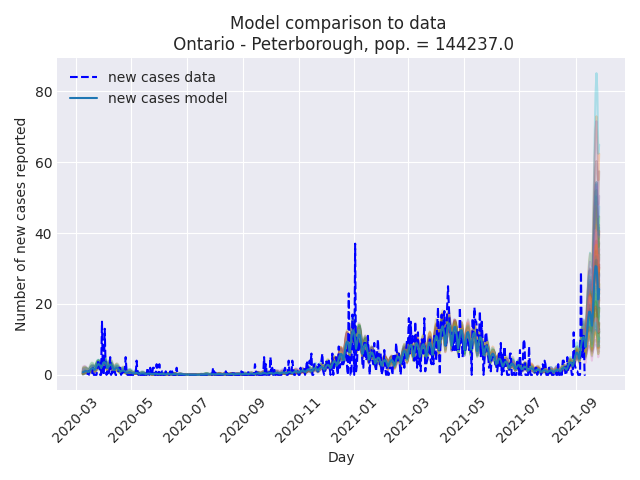 Model comparison to data
Ontario - Peterborough, pop. = 144237.0
new cases data
new cases model
Number of new cases reported
80
60
40
20
0
2020-03
2020-05
2020-07
2020-09
2020-11
2021-01
2021-03
2021-05
2021-07
2021-09
Day